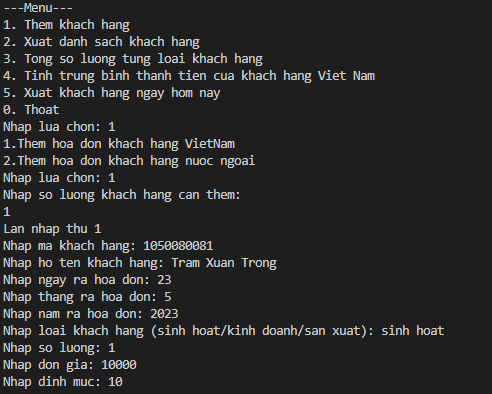 ---Menu---
1. Them khach hang
2. Xuat danh sach khach hang
3. Tong so luong tung loai khach hang
4. Tinh trung binh thanh tien cua khach hang Viet Nam
5. Xuat khach hang ngay hom nay
0. Thoat
Nhap lua chon: 1
1.Them hoa don khach hang VietNam
2.Them hoa don khach hang nuoc ngoai
Nhap lua chon: 1
Nhap so luong khach hang can them:
1
Lan nhap thu 1
Nhap ma khach hang: 1050080081
Nhap ho ten khach hang: Tram Xuan Trong
Nhap ngay ra hoa don: 23
Nhap thang ra hoa don: 5
Nhap nam ra hoa don: 2023
Nhap loai khach hang (sinh hoat/kinh doanh/san xuat): sinh hoat
Nhap so luong: 1
Nhap don gia: 10000
Nhap dinh muc: 10